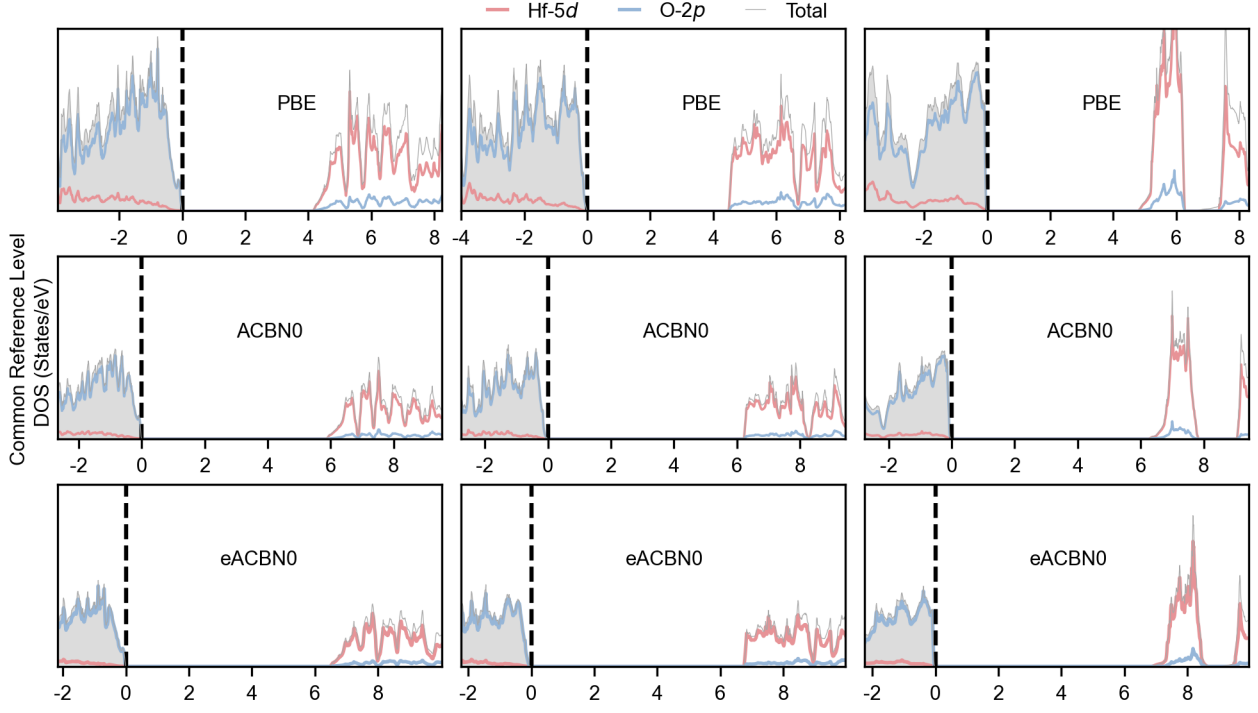 Hf-5d O-2p Total
PBE PBE PBE
-2 0 2 4 6 8 -4 -2 0 2 4 6 8 -2 0 2 4 6 8
Common Reference Level
DOS (States/eV)
ACBN0 ACBN0 ACBN0
-2 0 2 4 6 8 -2 0 2 4 6 8 -2 0 2 4 6 8
eACBN0 eACBN0 eACBN0
-2 0 2 4 6 8 -2 0 2 4 6 8 -2 0 2 4 6 8